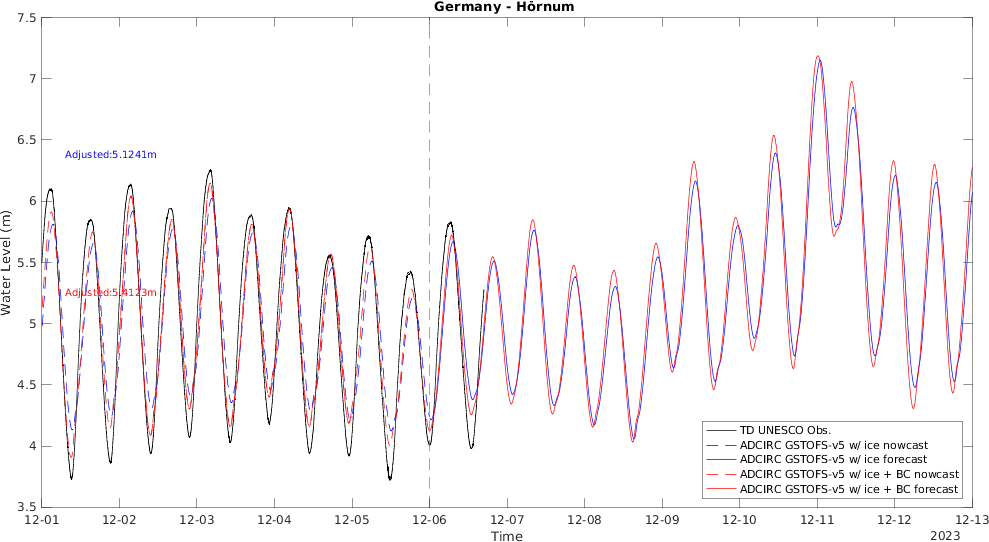 Germany - Hörnum
7.5
7
6.5
6
5.5
5
4.5
4
3.5
Water Level (m)
Adjusted:5.1241m
Adjusted:5.4123m
TD UNESCO Obs.
ADCIRC GSTOFS-v5 w/ ice nowcast
ADCIRC GSTOFS-v5 w/ ice forecast
ADCIRC GSTOFS-v5 w/ ice + BC nowcast
ADCIRC GSTOFS-v5 w/ ice + BC forecast
12-01 12-02 12-03 12-04 12-05 12-06 12-07 12-08 12-09 12-10 12-11 12-12 12-13
Time
2023